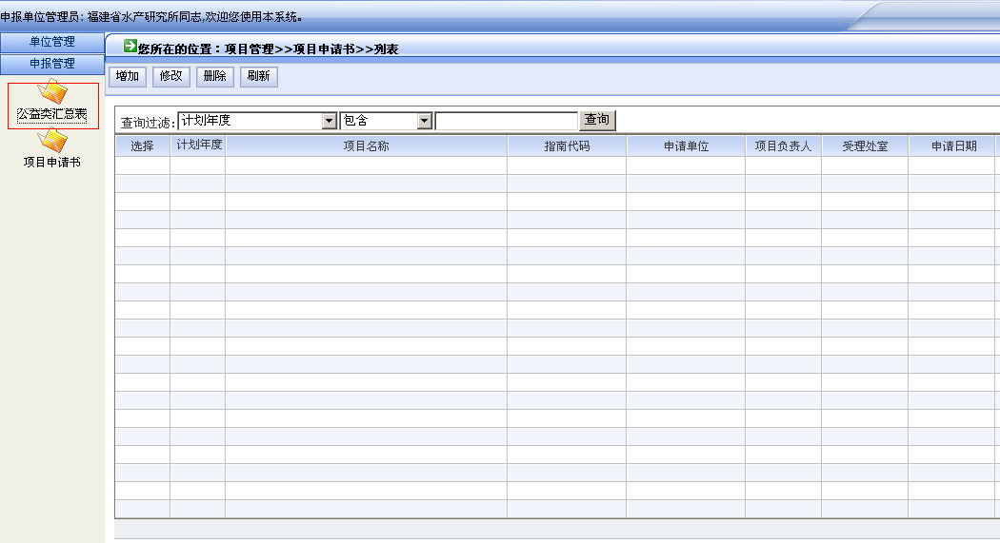 申报单位管理员: 福建省水产研究所同志,欢迎您使用本系统。
单位管理
申报管理
公益类汇总表
项目申请书
您所在的位置：项目管理>>项目申请书>>列表
增加 修改 删除 刷新
查询过滤: 计划年度 包含 查询
选择 计划年度 项目名称 指南代码 申请单位 项目负责人 受理处室 申请日期